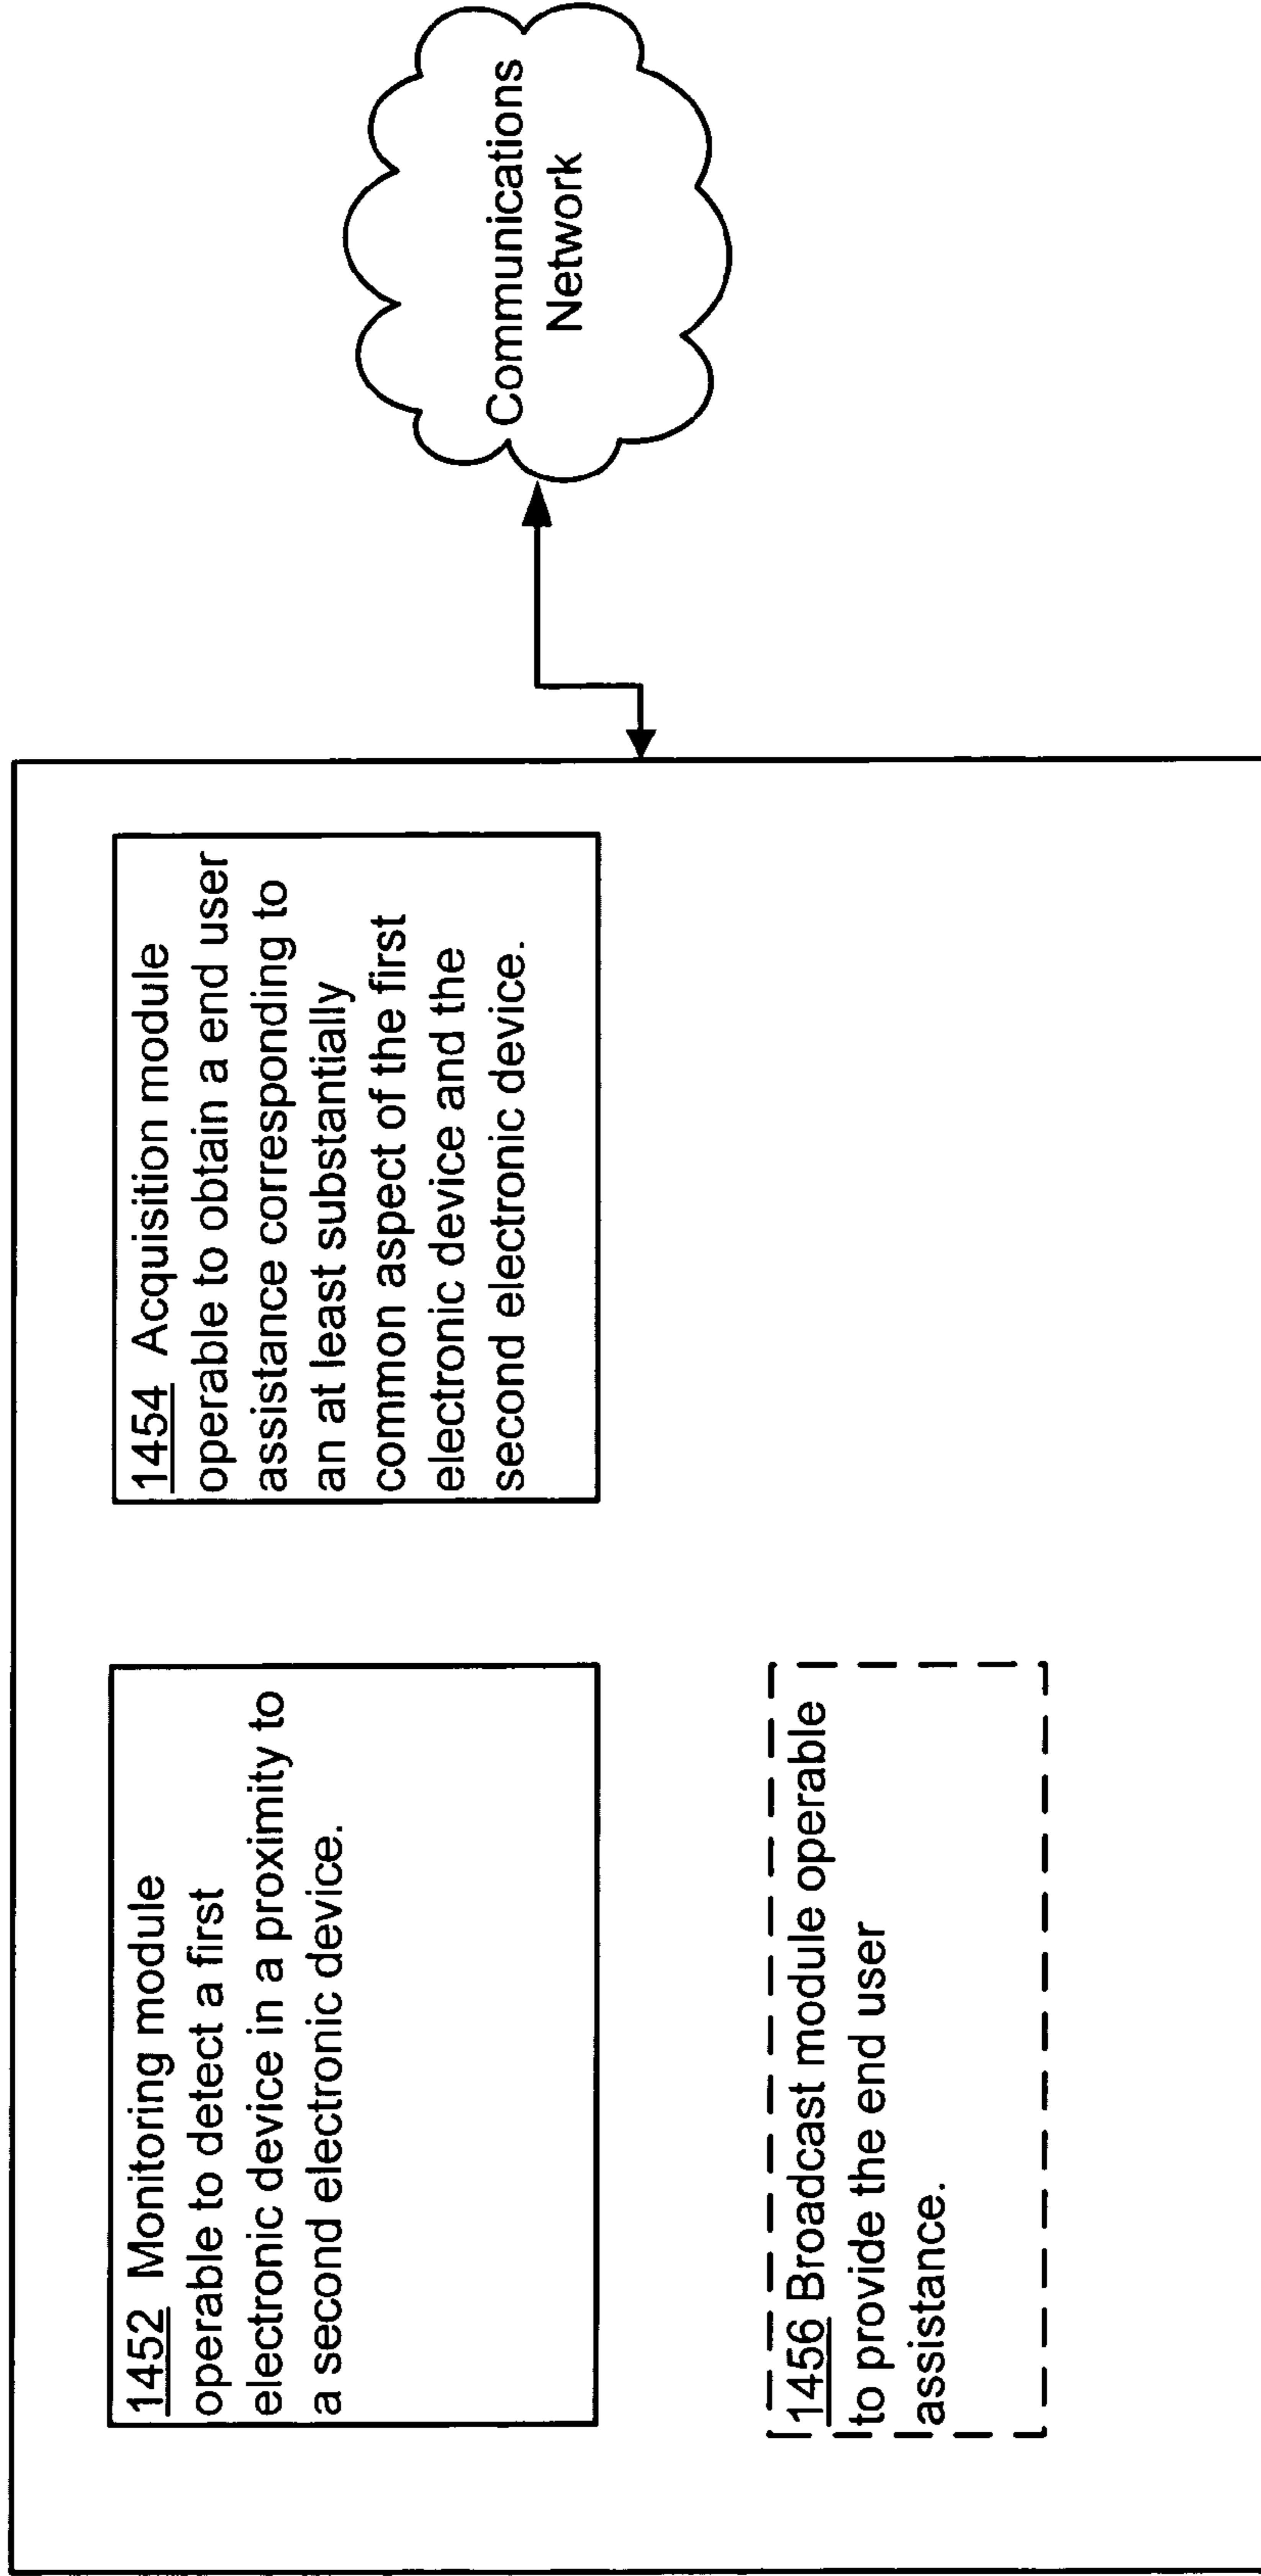 1452 Monitoring module
operable to detect a first
electronic device in a proximity to
a second electronic device.
1454 Acquisition module
operable to obtain a end user
assistance corresponding to
an at least substantially
common aspect of the first
electronic device and the
second electronic device.
1456 Broadcast module operable
to provide the end user
assistance.
Communications
Network